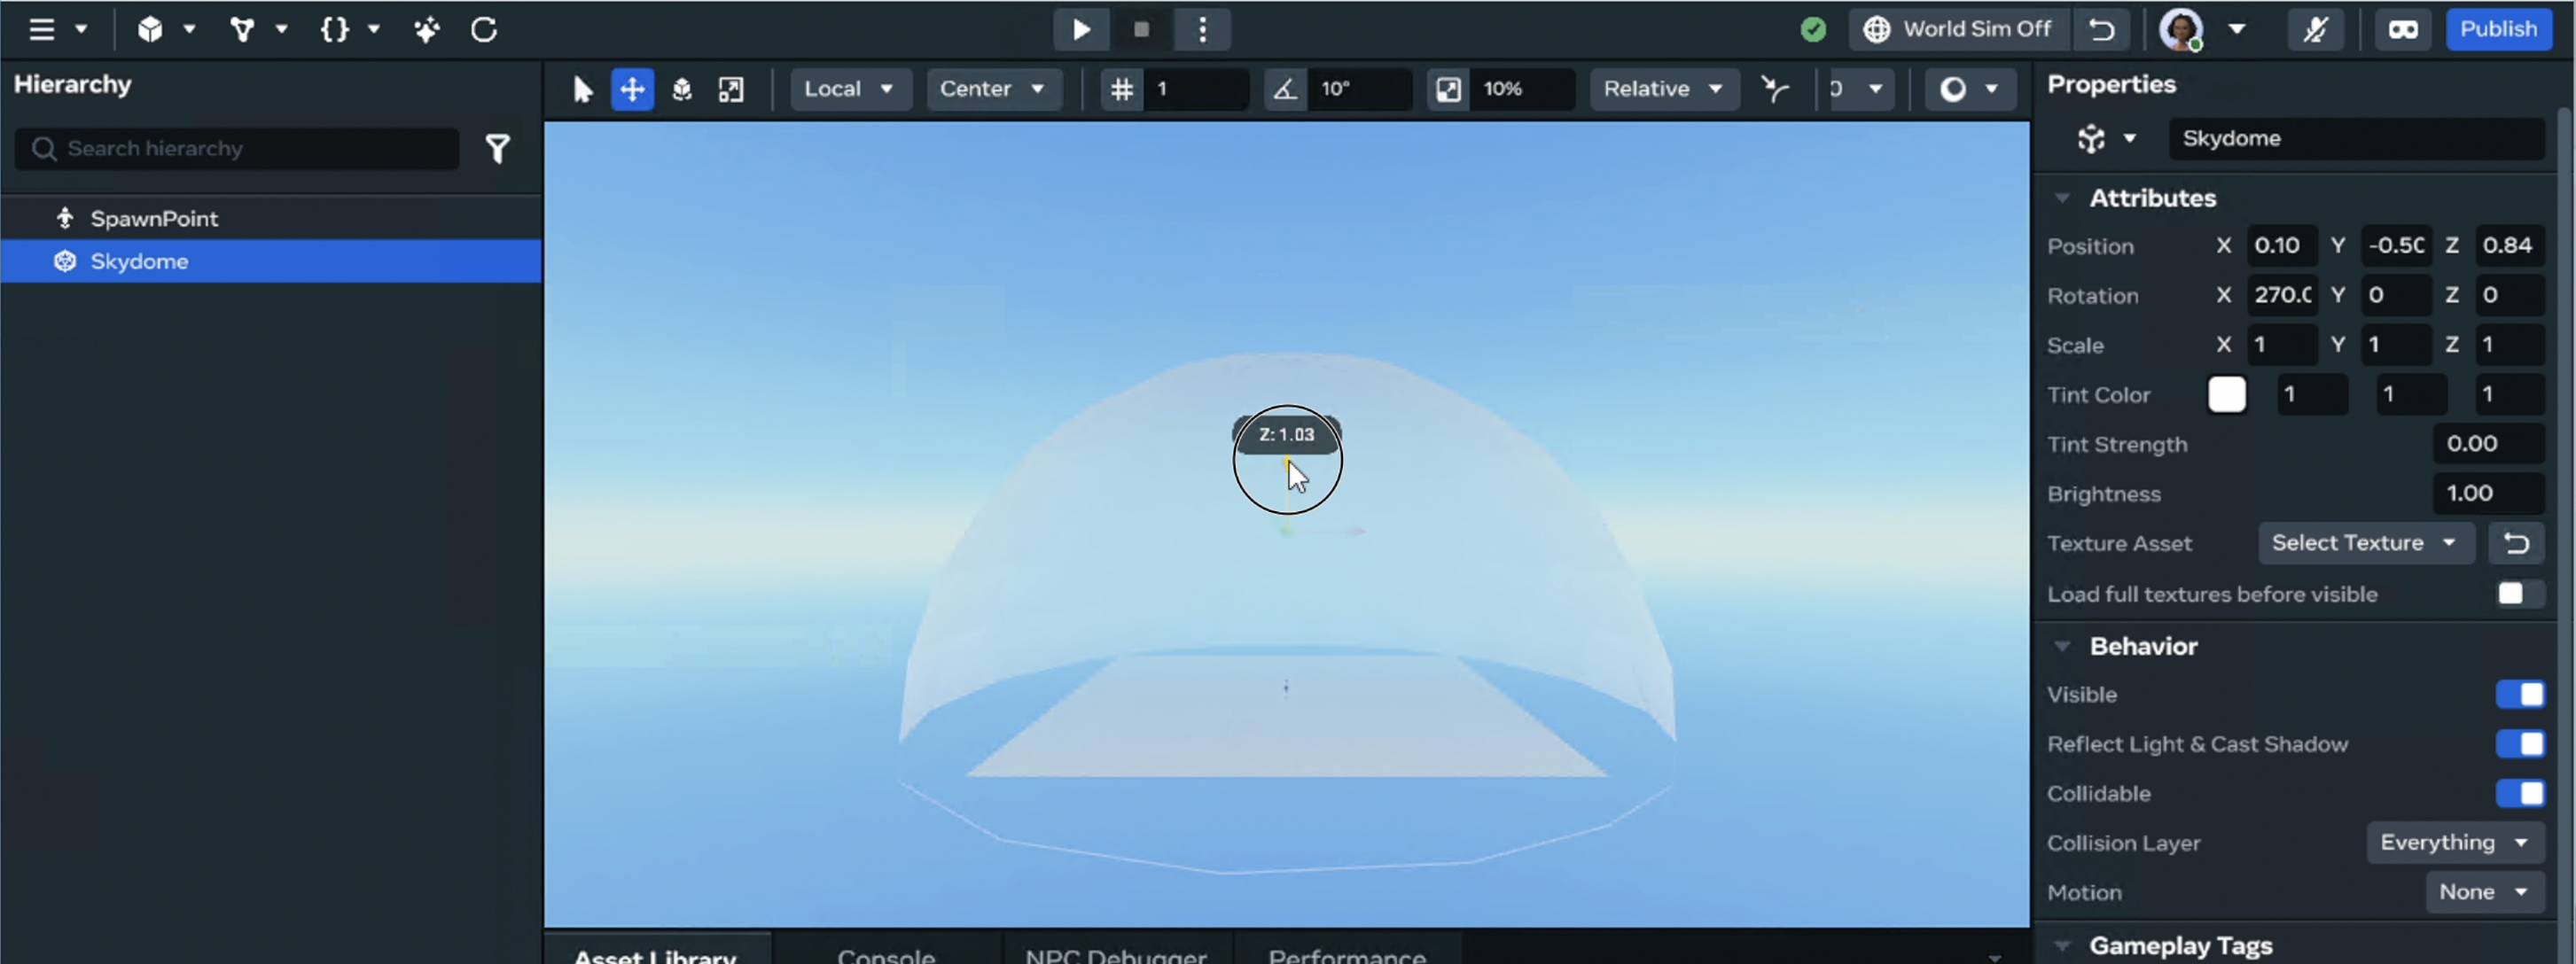 World Sim Off
Publish
Hierarchy
Search hierarchy
SpawnPoint
Skydome
Local
Center
1
10°
10%
Relative
Z: 1.03
Properties
Skydome
Attributes
Position X 0.10 Y -0.50 Z 0.84
Rotation X 270.0 Y 0 Z 0
Scale X 1 Y 1 Z 1
Tint Color 1 1 1
Tint Strength 0.00
Brightness 1.00
Texture Asset Select Texture
Load full textures before visible
Behavior
Visible
Reflect Light & Cast Shadow
Collidable
Collision Layer Everything
Motion None
Gameplay Tags
Asset Library
Console
NPC Debugger
Performance